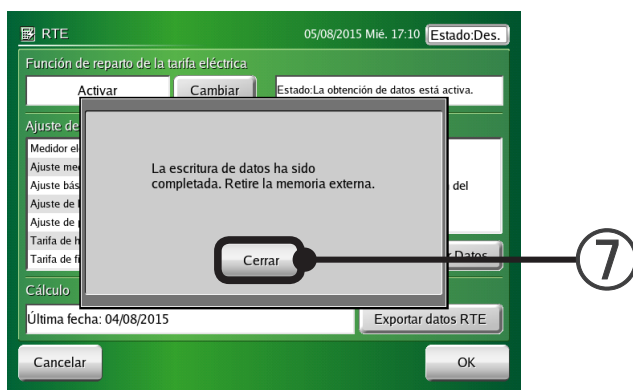 RTE 05/08/2015 Mié. 17:10 Estado:Des.
Función de reparto de la tarifa eléctrica
Activar Cambiar Estado:La obtención de datos está activa.
Ajuste de
Medidor
Ajuste
Ajuste
del
Ajuste de
Ajuste de
Tarifa de
Tarifa de
Datos
La escritura de datos ha sido
completada. Retire la memoria externa.
Cerrar
7
Cálculo
Última fecha: 04/08/2015 Exportar datos RTE
Cancelar OK